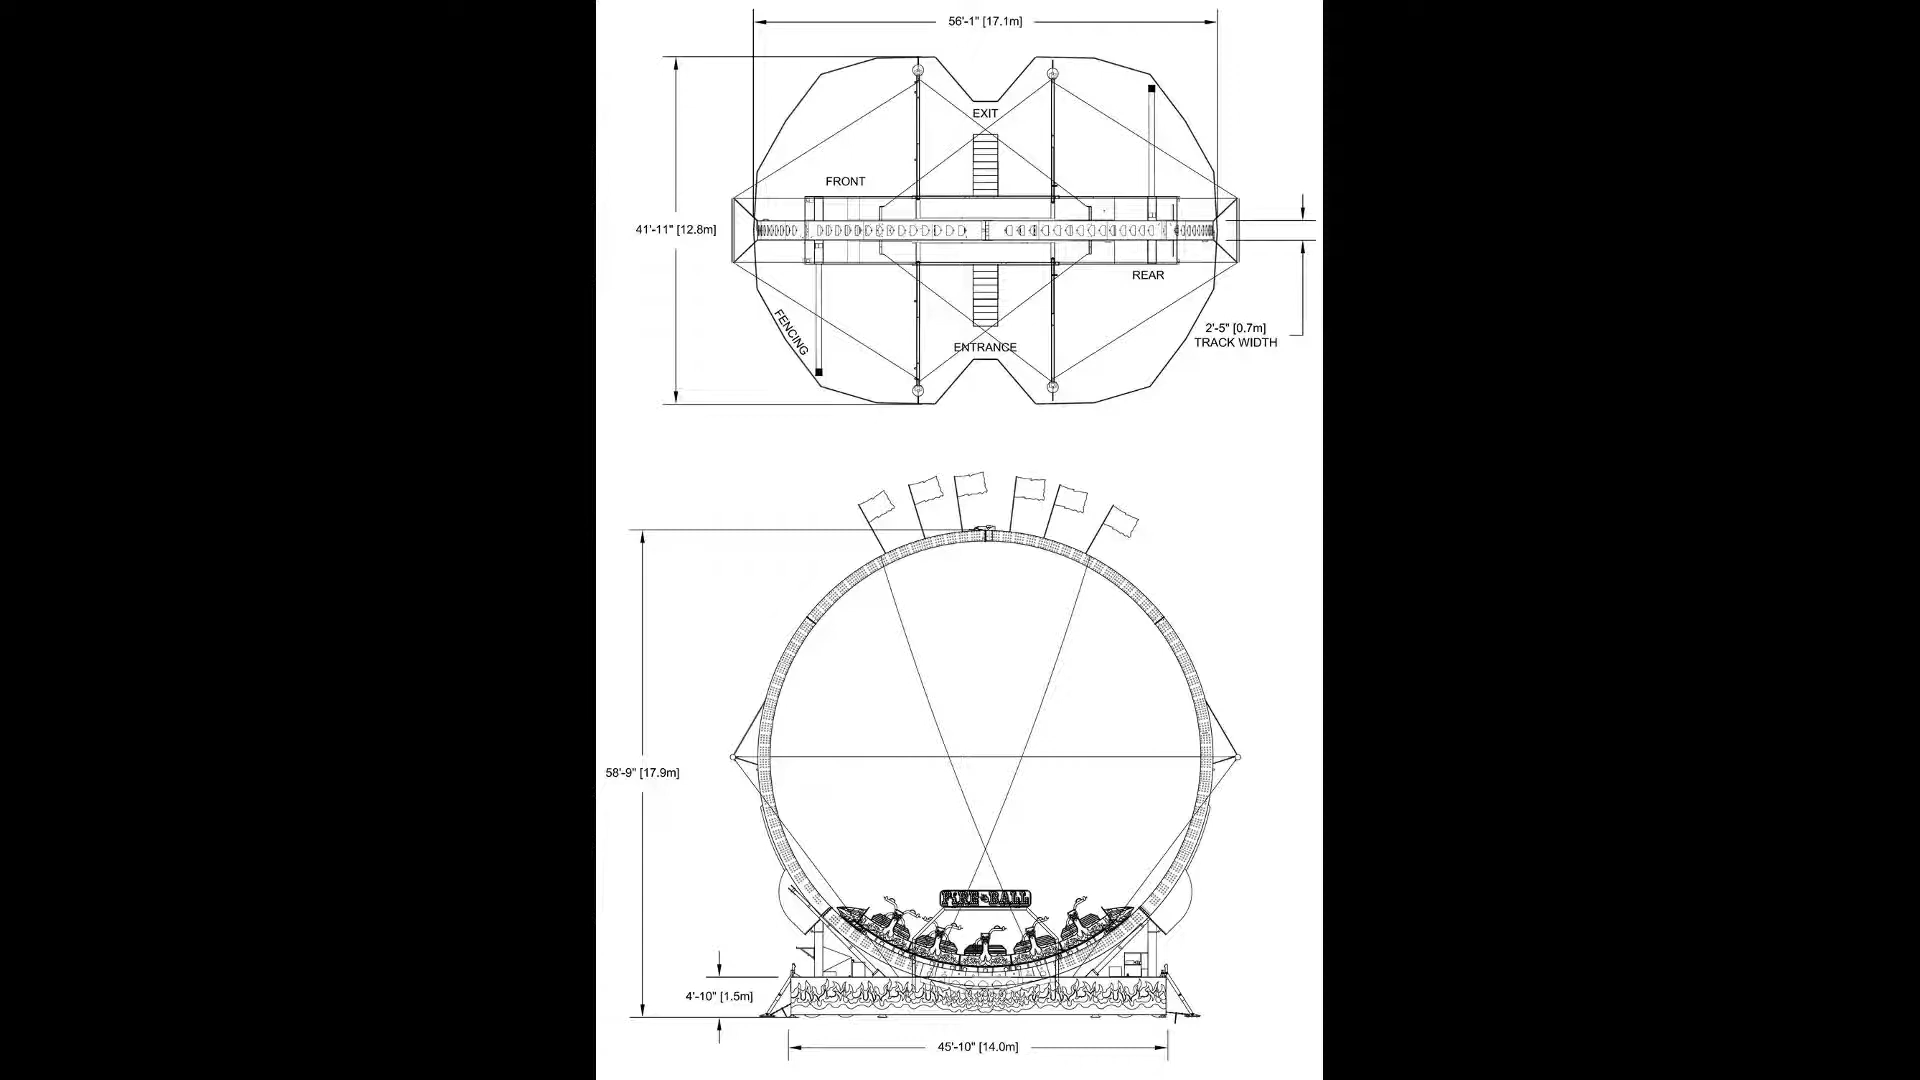 56'-1" [17.1m]
EXIT
FRONT
41'-11" [12.8m]
REAR
FENCING
2'-5" [0.7m]
TRACK WIDTH
ENTRANCE
58'-9" [17.9m]
FIRE BALL
4'-10" [1.5m]
45'-10" [14.0m]